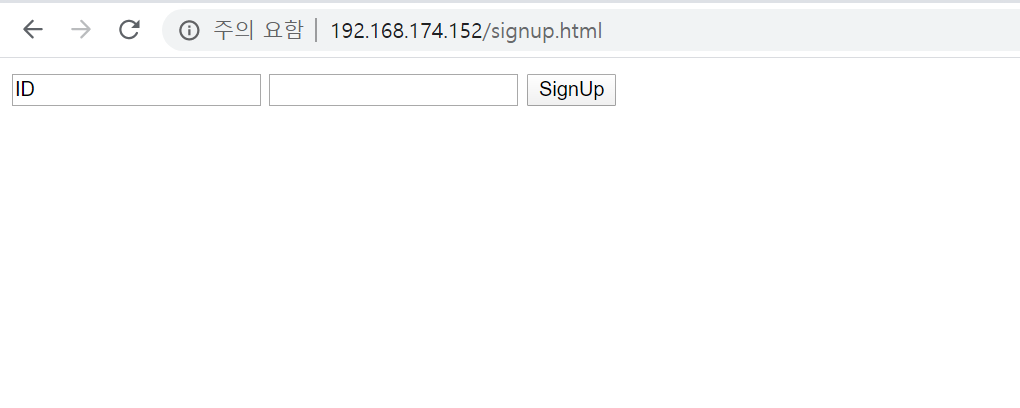 주의 요함 | 192.168.174.152/signup.html
ID SignUp